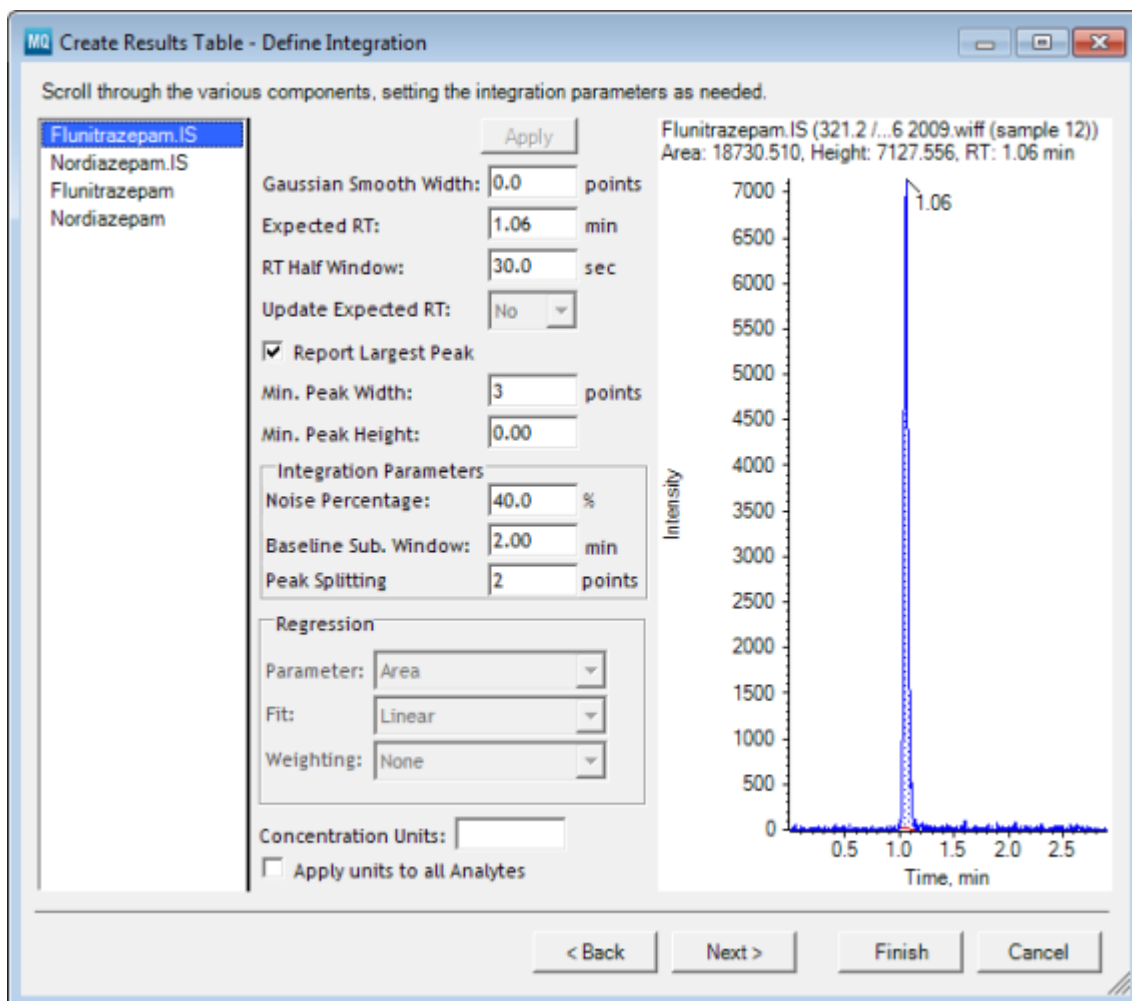 MQ Create Results Table - Define Integration
Scroll through the various components, setting the integration parameters as needed.
Flunitrazepam.IS
Nordiazepam.IS
Flunitrazepam
Nordiazepam
Apply
Gaussian Smooth Width: 0.0 points
Expected RT: 1.06 min
RT Half Window: 30.0 sec
Update Expected RT: No
Report Largest Peak
Min. Peak Width: 3 points
Min. Peak Height: 0.00
Integration Parameters
Noise Percentage: 40.0 %
Baseline Sub. Window: 2.00 min
Peak Splitting 2 points
Regression
Parameter: Area
Fit: Linear
Weighting: None
Concentration Units:
Apply units to all Analytes
Flunitrazepam.IS (321.2 /...6 2009.wiff (sample 12))
Area: 18730.510, Height: 7127.556, RT: 1.06 min
1.06
7000
6500
6000
5500
5000
4500
4000
3500
3000
2500
2000
1500
1000
500
0
Intensity
0.5 1.0 1.5 2.0 2.5
Time, min
< Back Next > Finish Cancel